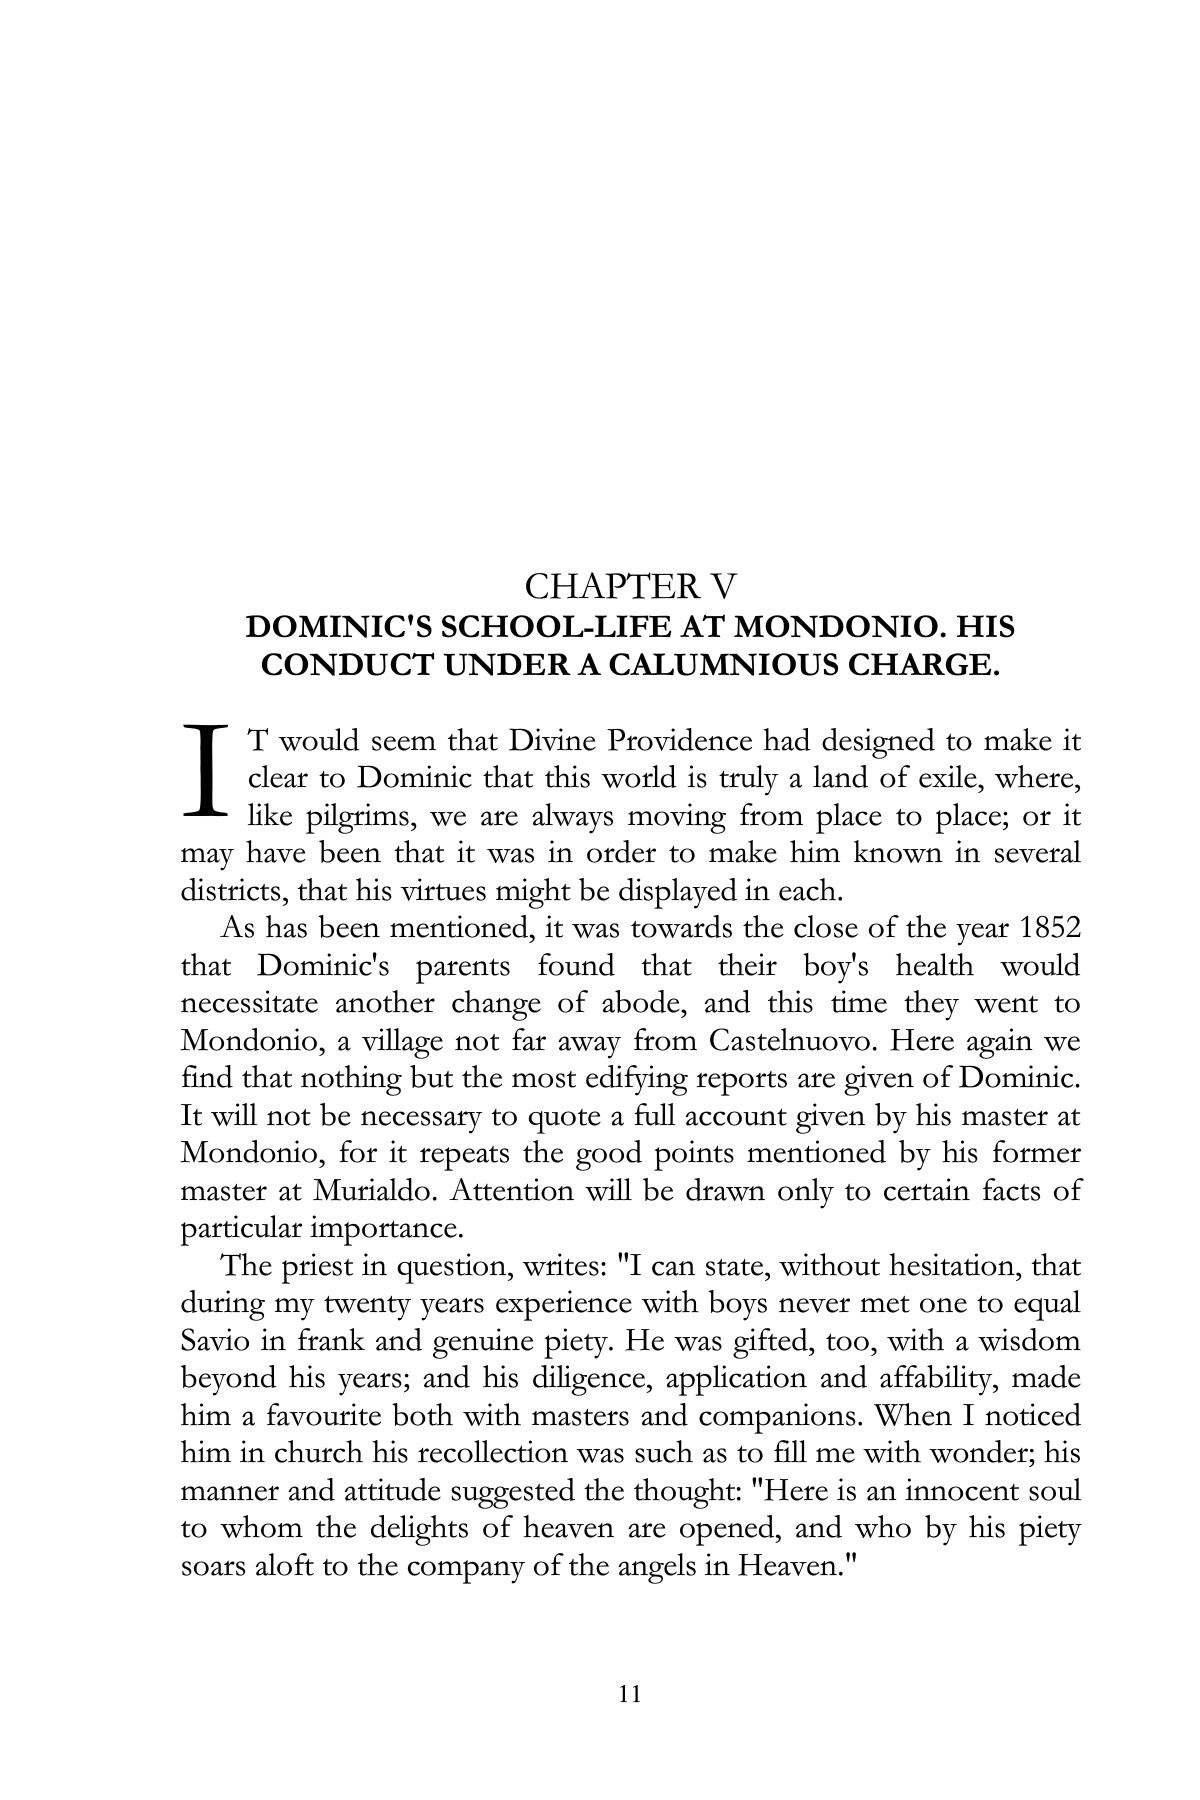 CHAPTER V
DOMINIC'S SCHOOL-LIFE AT MONDONIO. HIS
CONDUCT UNDER A CALUMNIOUS CHARGE.
IT would seem that Divine Providence had designed to make it
clear to Dominic that this world is truly a land of exile, where,
like pilgrims, we are always moving from place to place; or it
may have been that it was in order to make him known in several
districts, that his virtues might be displayed in each.
As has been mentioned, it was towards the close of the year 1852
that Dominic's parents found that their boy's health would
necessitate another change of abode, and this time they went to
Mondonio, a village not far away from Castelnuovo. Here again we
find that nothing but the most edifying reports are given of Dominic.
It will not be necessary to quote a full account given by his master at
Mondonio, for it repeats the good points mentioned by his former
master at Murialdo. Attention will be drawn only to certain facts of
particular importance.
The priest in question, writes: "I can state, without hesitation, that
during my twenty years experience with boys never met one to equal
Savio in frank and genuine piety. He was gifted, too, with a wisdom
beyond his years; and his diligence, application and affability, made
him a favourite both with masters and companions. When I noticed
him in church his recollection was such as to fill me with wonder; his
manner and attitude suggested the thought: "Here is an innocent soul
to whom the delights of heaven are opened, and who by his piety
soars aloft to the company of the angels in Heaven."
11